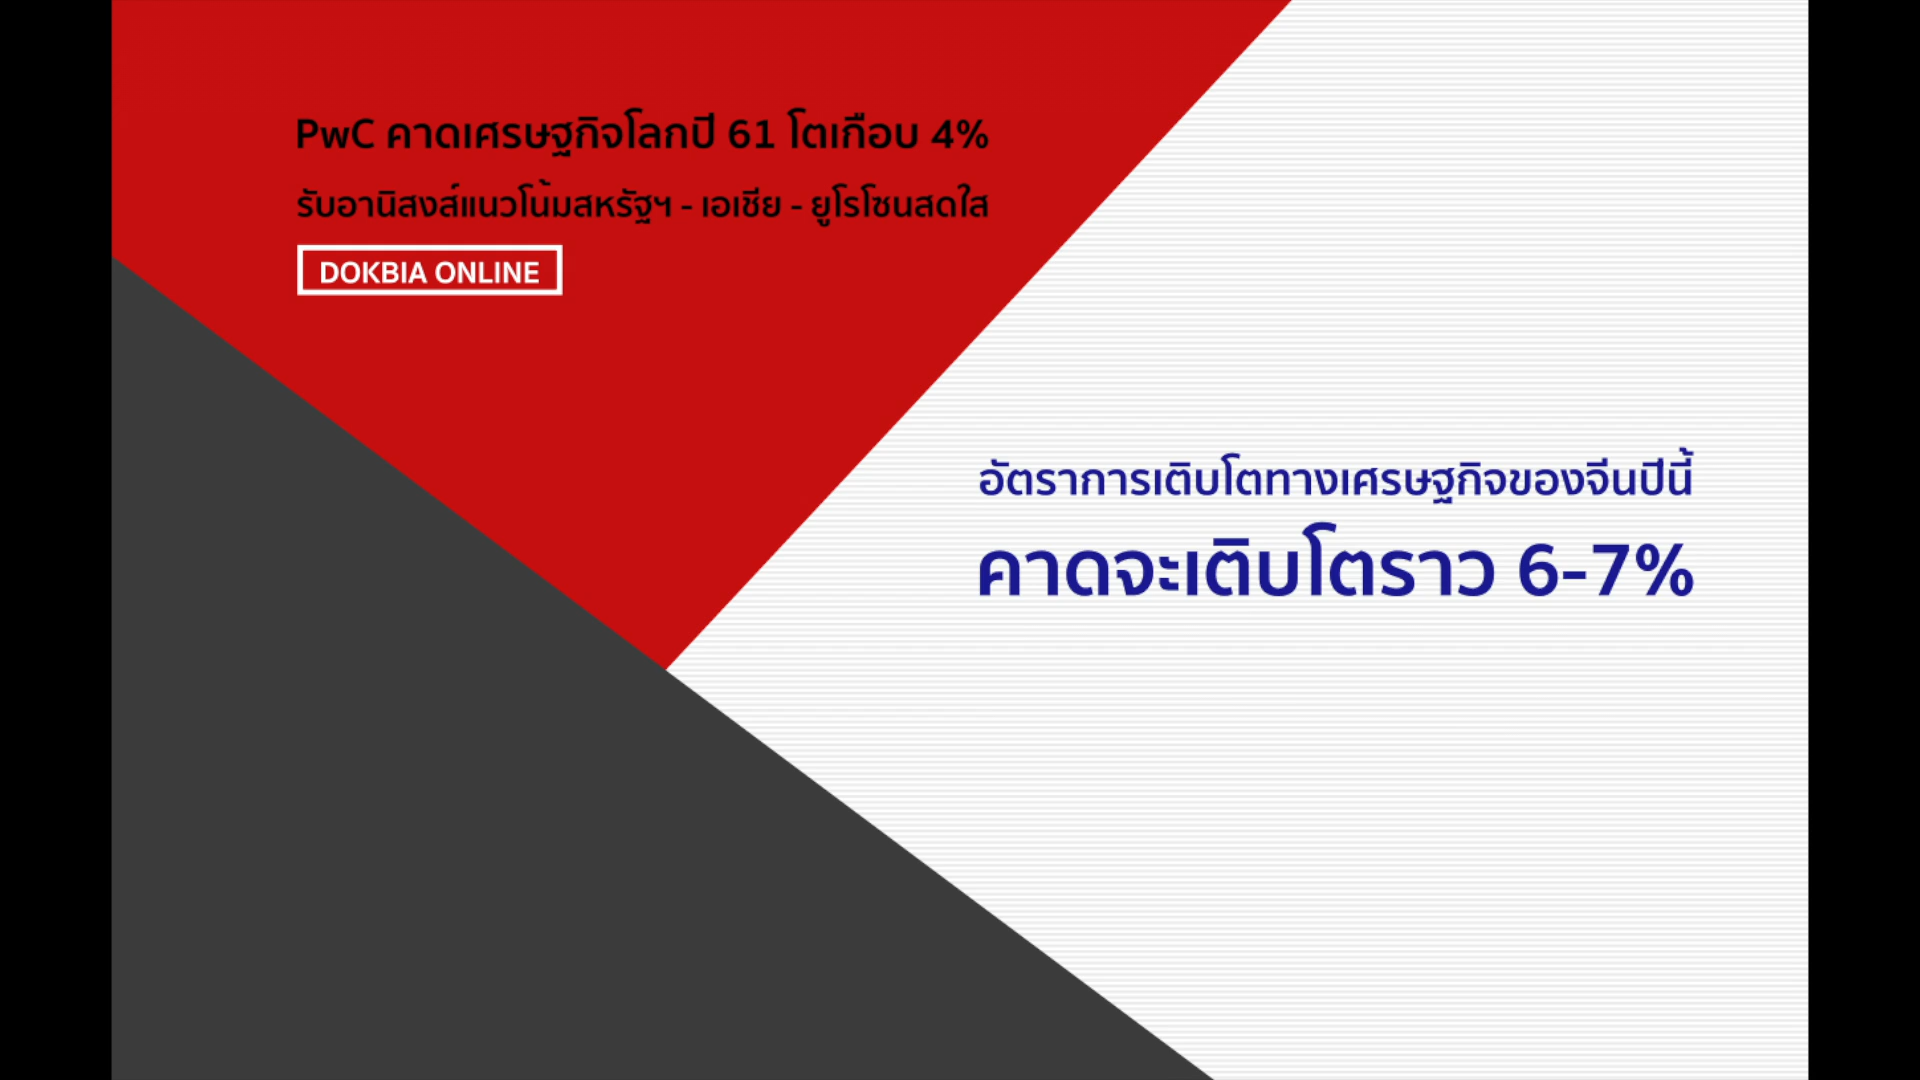 PwC คาดเศรษฐกิจโลกปี 61 โตเกือบ 4%
รับอานิสงส์แนวโน้มสหรัฐฯ - เอเชีย - ยูโรโซนสดใส
DOKBIA ONLINE
อัตราการเติบโตทางเศรษฐกิจของจีนปีนี้
คาดจะเติบโตราว 6-7%